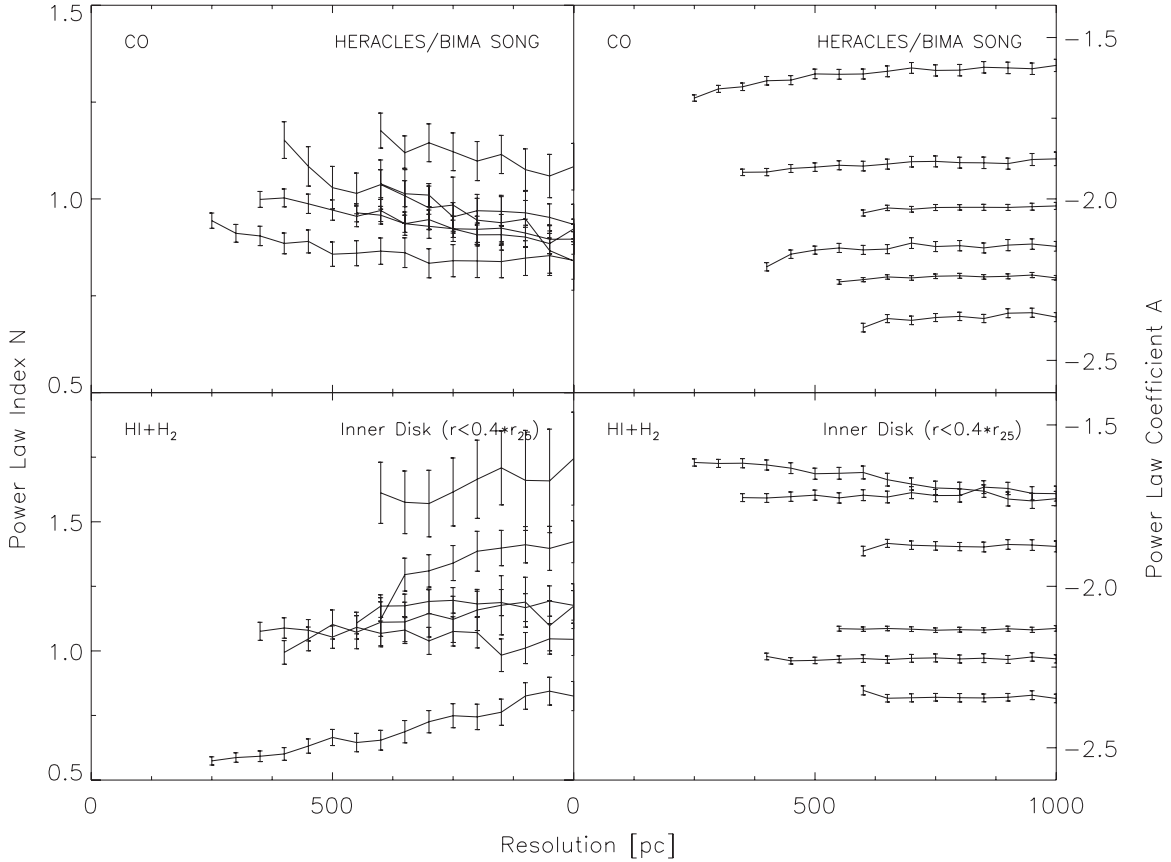 CO HERACLES/BIMA SONG
CO HERACLES/BIMA SONG
HI+H₂ Inner Disk (r<0.4*r₂₅)
HI+H₂ Inner Disk (r<0.4*r₂₅)
1.5
1.0
0.5
1.5
1.0
0.5
Power Law Index N
−1.5
−2.0
−2.5
−1.5
−2.0
−2.5
Power Law Coefficient A
0 500 0 500 1000
Resolution [pc]